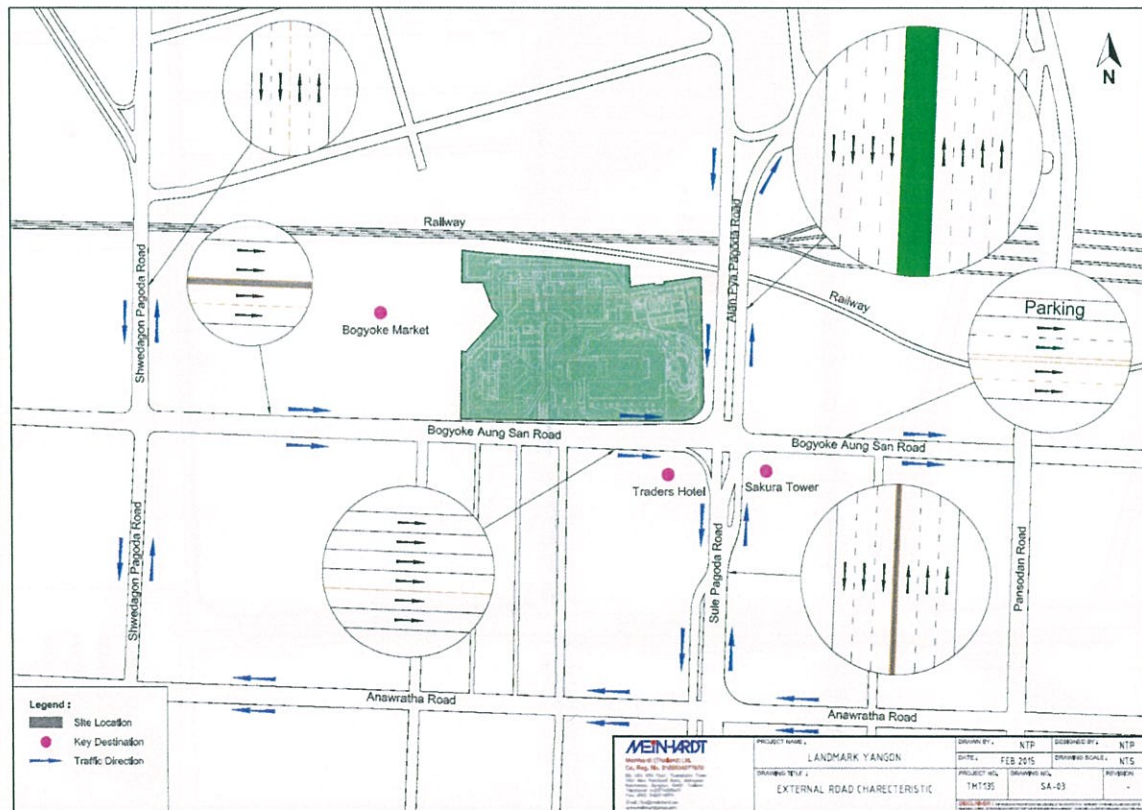 N
Railway
Alan Pya Pagoda Road
Shwedagon Pagoda Road
Railway
Parking
Bogyoke Market
Bogyoke Aung San Road
Bogyoke Aung San Road
Traders Hotel
Sakura Tower
Shwedagon Pagoda Road
Sule Pagoda Road
Pansodan Road
Anawratha Road
Anawratha Road
Legend :
Site Location
Key Destination
Traffic Direction
MEINHARDT
Meinhardt (Thailand) Ltd.
PROJECT NAME :
LANDMARK YANGON
DRAWING TITLE :
EXTERNAL ROAD CHARECTERISTIC
DRAWN BY : NTP
DESIGNED BY : NTP
DATE : FEB 2015
DRAWING SCALE : NTS
PROJECT NO. THT135
DRAWING NO. SA-03
REVISION -